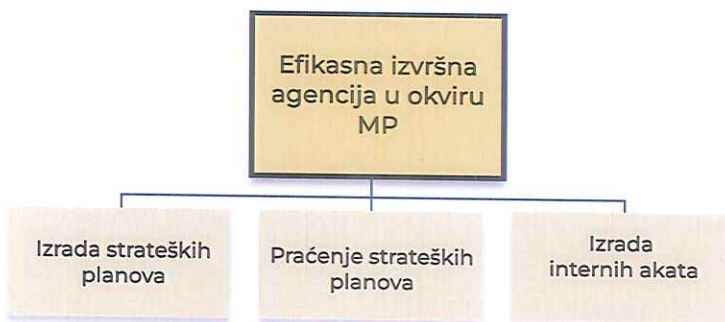 Efikasna izvršna
agencija u okviru
MP
Izrada strateških
planova
Praćenje strateških
planova
Izrada
internih akata